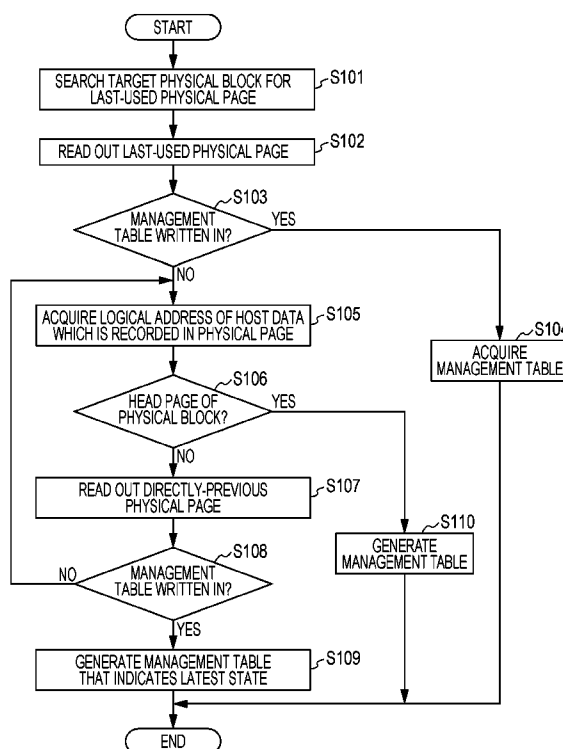 START
SEARCH TARGET PHYSICAL BLOCK FOR
LAST-USED PHYSICAL PAGE
S101
READ OUT LAST-USED PHYSICAL PAGE
S102
S103
MANAGEMENT
TABLE WRITTEN IN?
YES
NO
ACQUIRE LOGICAL ADDRESS OF HOST DATA
WHICH IS RECORDED IN PHYSICAL PAGE
S105
S104
ACQUIRE
MANAGEMENT TABLE
S106
HEAD PAGE OF
PHYSICAL BLOCK?
YES
NO
READ OUT DIRECTLY-PREVIOUS
PHYSICAL PAGE
S107
S110
GENERATE
MANAGEMENT TABLE
S108
MANAGEMENT
TABLE WRITTEN IN?
NO
YES
GENERATE MANAGEMENT TABLE
THAT INDICATES LATEST STATE
S109
END